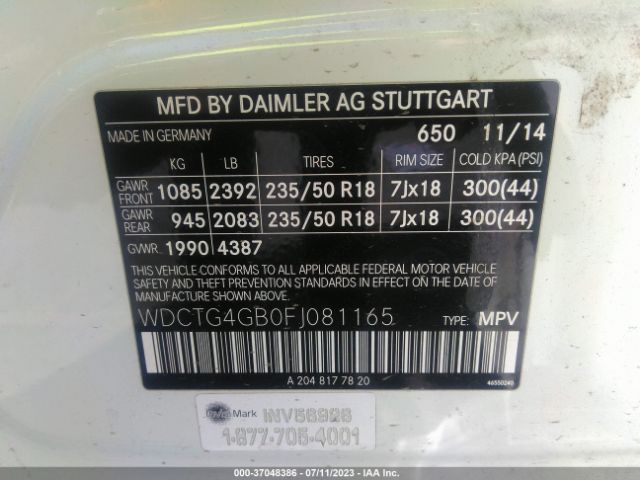 MFD BY DAIMLER AG STUTTGART
MADE IN GERMANY 650 11/14
KG LB TIRES RIM SIZE COLD KPA (PSI)
GAWR FRONT 1085 2392 235/50 R18 7Jx18 300(44)
GAWR REAR 945 2083 235/50 R18 7Jx18 300(44)
GVWR 1990 4387
THIS VEHICLE CONFORMS TO ALL APPLICABLE FEDERAL MOTOR VEHICLE
SAFETY AND THEFT PREVENTION STANDARDS IN EFFECT ON THE DATE OF
MANUFACTURE SHOWN ABOVE.
WDCTG4GB0FJ081165 TYPE: MPV
A 204 817 78 20 46550245
Mark INV56926
1-877-705-4001
000-37048386 - 07/11/2023 - IAA, Inc.